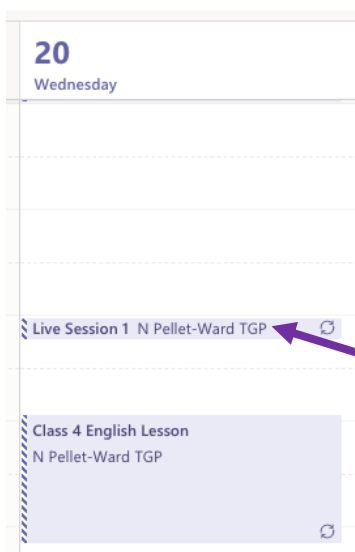 20
Wednesday
Live Session 1 N Pellet-Ward TGP
Class 4 English Lesson
N Pellet-Ward TGP